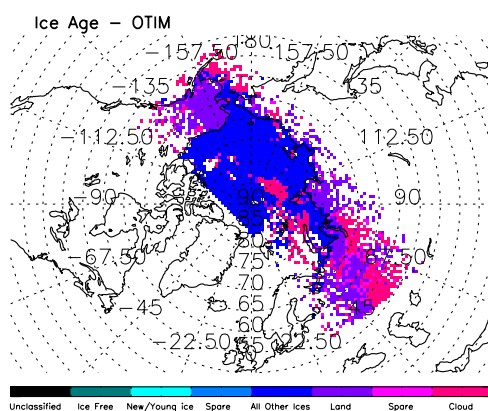 Ice Age - OTIM
180
-157.50 157.50
-135 135
-112.50 112.50
-90 90
-67.50 67.50
75
70
-45 65 45
60
-22.50 55 22.50
Unclassified Ice Free New/Young ice Spare All Other Ices Land Spare Cloud